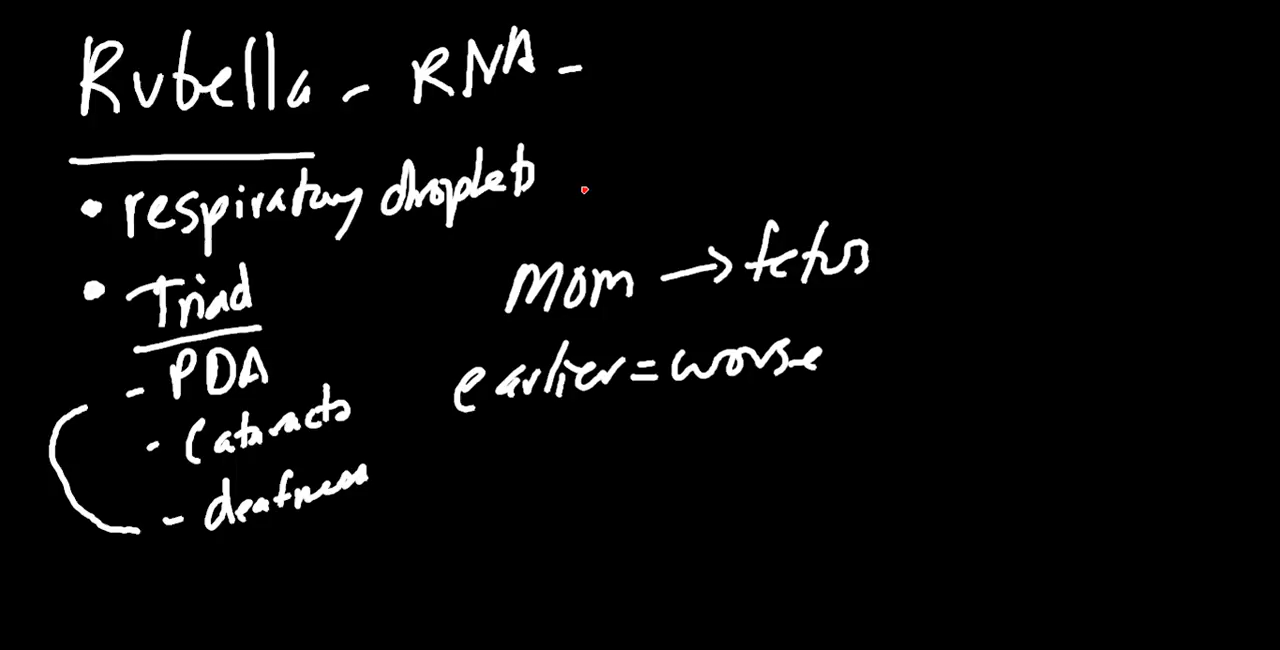 Rubella - RNA -
• respiratory droplets
• Triad
- PDA
- Cataracts
- deafness
Mom → fetus
earlier = worse